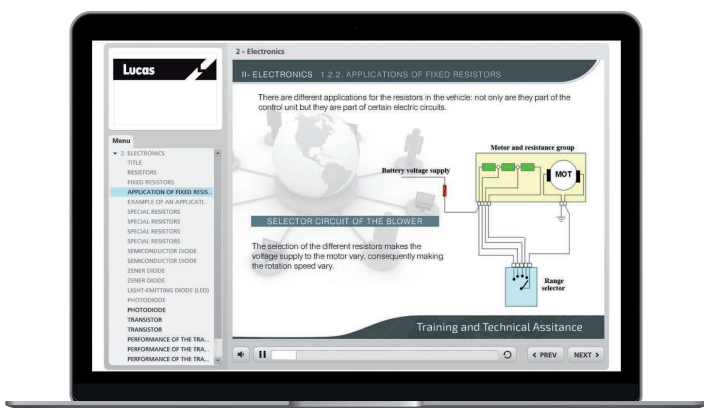 Lucas
Menu
2. ELECTRONICS
TITLE
RESISTORS
FIXED RESISTORS
APPLICATION OF FIXED RESIS...
EXAMPLE OF AN APPLICATI...
SPECIAL RESISTORS
SPECIAL RESISTORS
SPECIAL RESISTORS
SPECIAL RESISTORS
SEMICONDUCTOR DIODE
SEMICONDUCTOR DIODE
ZENER DIODE
ZENER DIODE
LIGHT-EMITTING DIODE (LED)
PHOTODIODE
PHOTODIODE
TRANSISTOR
TRANSISTOR
PERFORMANCE OF THE TRA...
PERFORMANCE OF THE TRA...
PERFORMANCE OF THE TRA...
2 - Electronics
II- ELECTRONICS 1.2.2. APPLICATIONS OF FIXED RESISTORS
There are different applications for the resistors in the vehicle: not only are they part of the
control unit but they are part of certain electric circuits.
Motor and resistance group
Battery voltage supply
MOT
SELECTOR CIRCUIT OF THE BLOWER
The selection of the different resistors makes the
voltage supply to the motor vary, consequently making
the rotation speed vary.
Range
selector
Training and Technical Assitance
< PREV
NEXT >